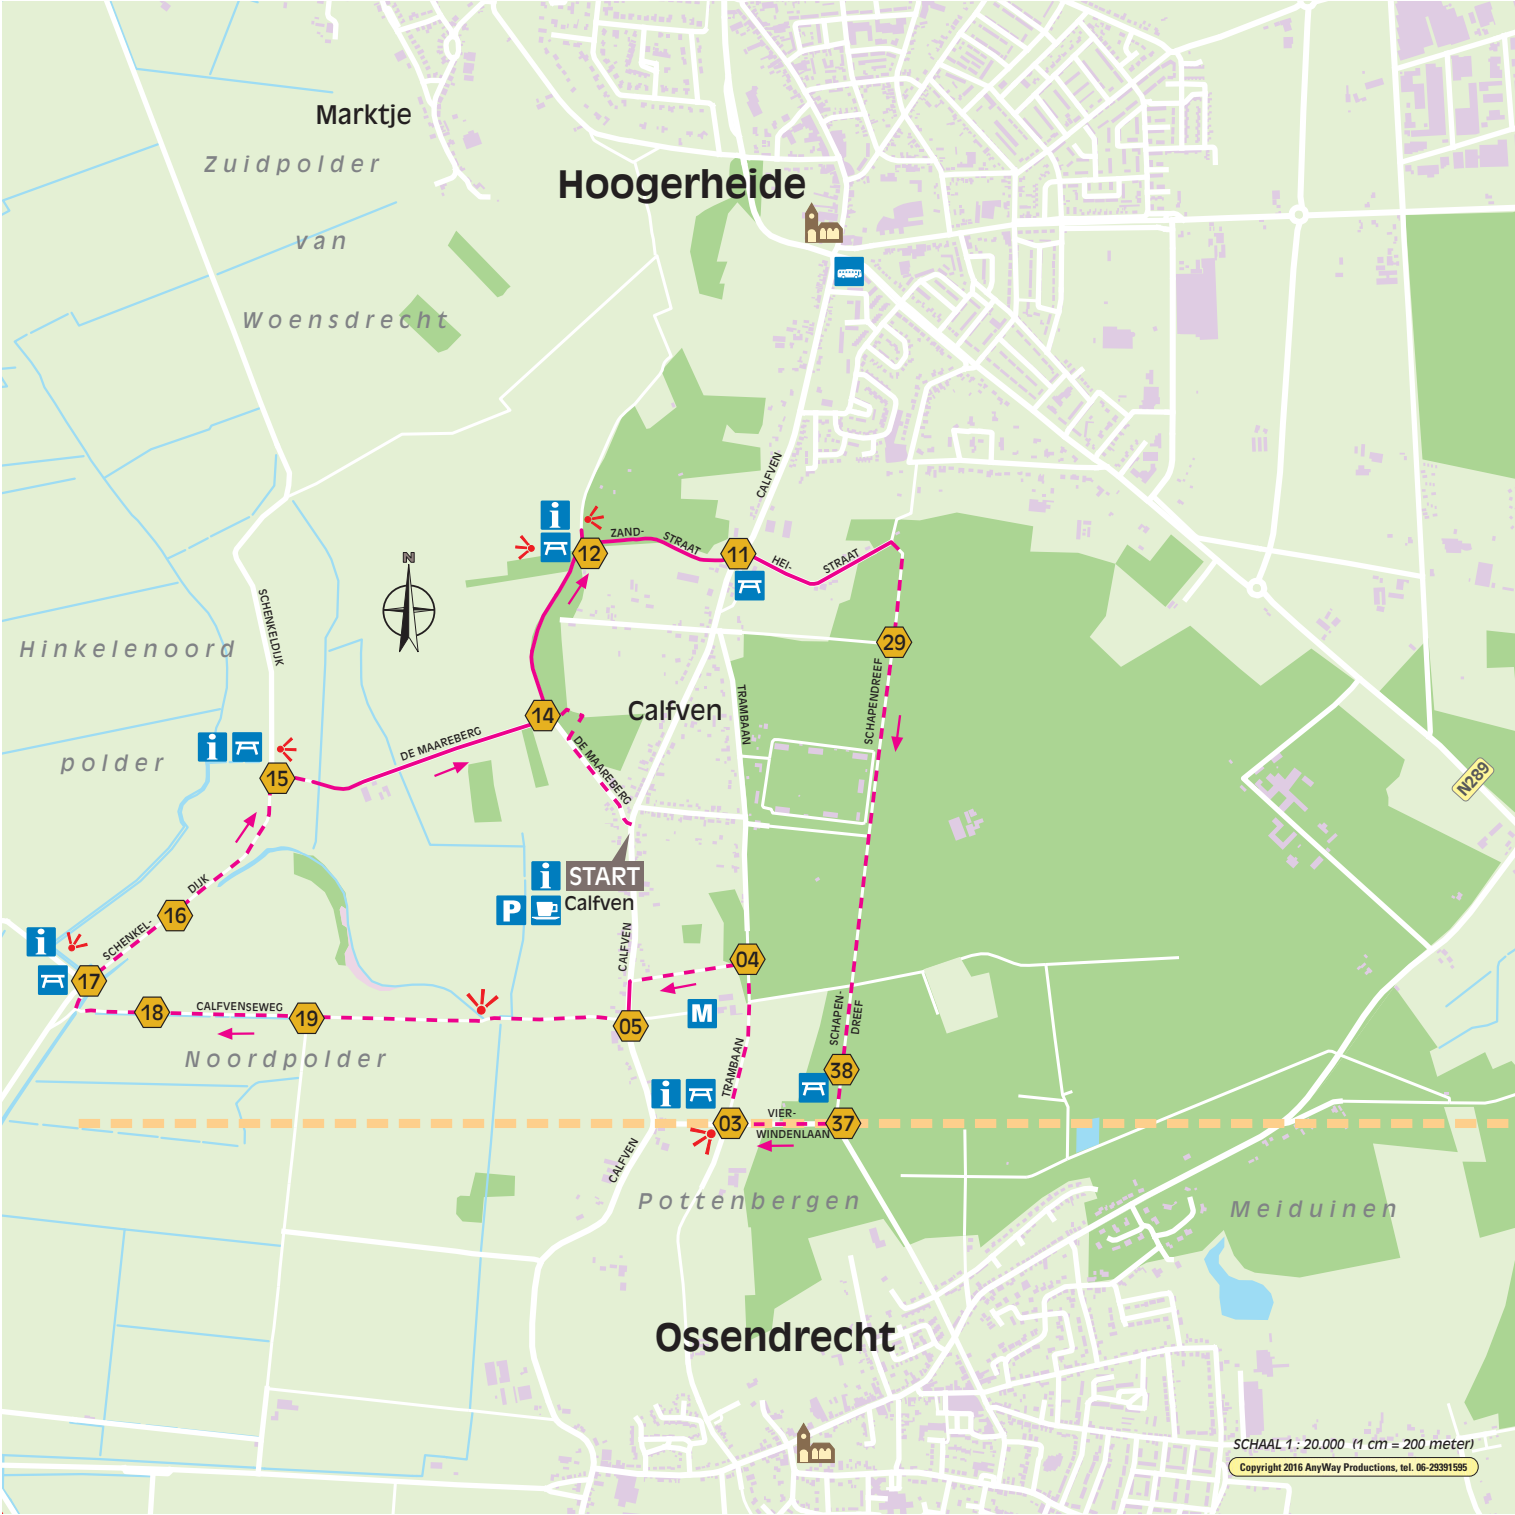 Marktje
Zuidpolder
van
Woensdrecht
Hoogerheide
CALFVEN
ZAND-
STRAAT
HEI-
STRAAT
i
12
11
N
SCHENKELDIJK
Hinkelenoord
polder
29
SCHAPENDREEF
TRAMBAAN
Calfven
14
DE MAAREBERG
DE MAAREBERG
i
15
N289
i
START
P
Calfven
DIJK
16
SCHENKEL-
i
17
CALFVEN
04
18
CALFVENSEWEG
19
05
M
SCHAPEN-
DREEF
Noordpolder
TRAMBAAN
38
i
03
VIER-
WINDENLAAN
37
CALFVEN
Pottenbergen
Meiduinen
Ossendrecht
SCHAAL 1 : 20.000 (1 cm = 200 meter)
Copyright 2016 AnyWay Productions, tel. 06-29391595